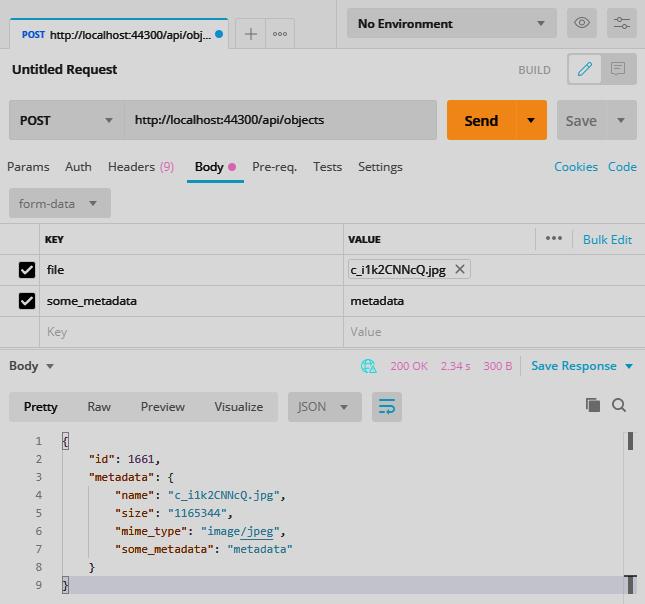 POST http://localhost:44300/api/obj...
No Environment
Untitled Request
BUILD
POST http://localhost:44300/api/objects Send Save
Params Auth Headers (9) Body Pre-req. Tests Settings Cookies Code
form-data
KEY VALUE ••• Bulk Edit
file c_i1k2CNNcQ.jpg
some_metadata metadata
Key Value
Body 200 OK 2.34 s 300 B Save Response
Pretty Raw Preview Visualize JSON
1 {
2 "id": 1661,
3 "metadata": {
4 "name": "c_i1k2CNNcQ.jpg",
5 "size": "1165344",
6 "mime_type": "image/jpeg",
7 "some_metadata": "metadata"
8 }
9 }